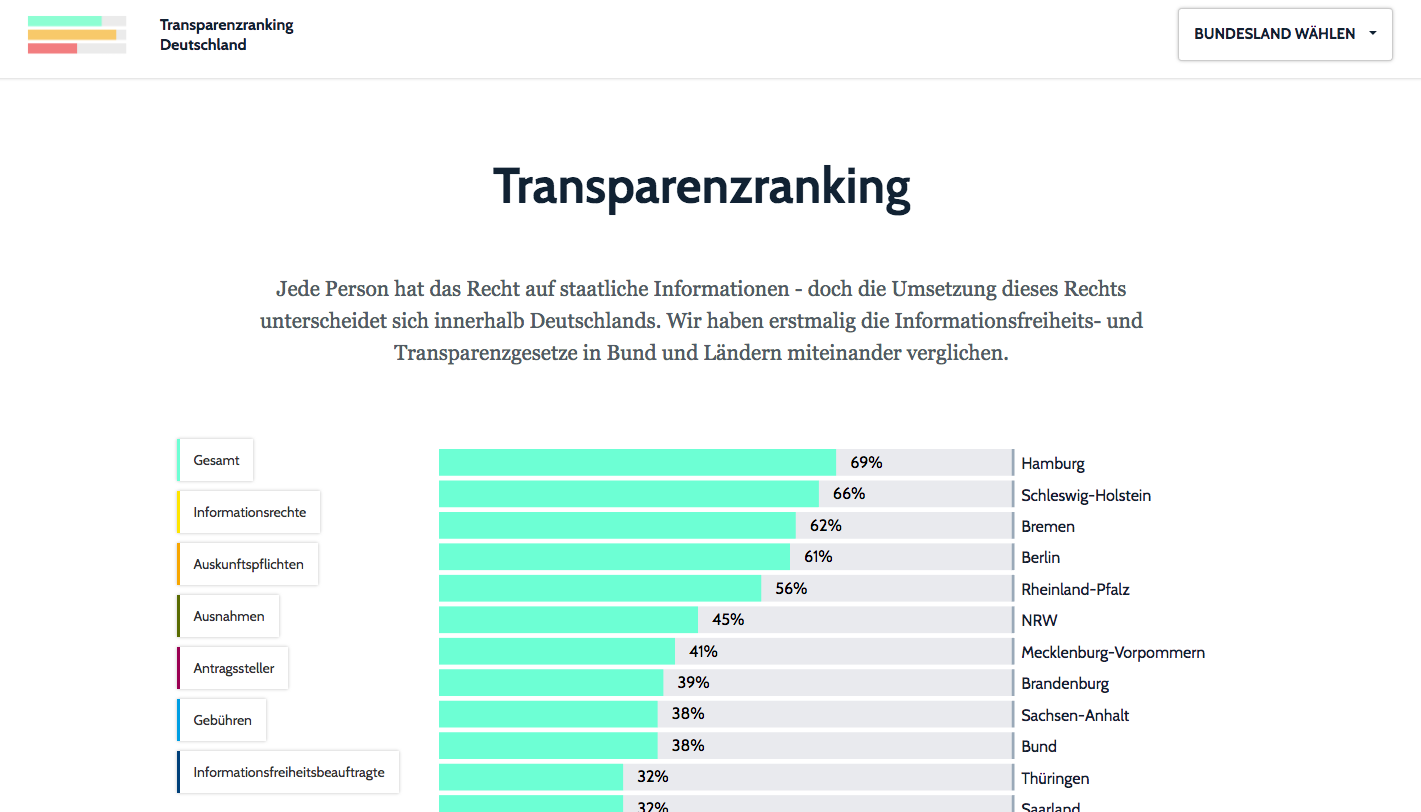 Transparenzranking
Deutschland
BUNDESLAND WÄHLEN
Transparenzranking
Jede Person hat das Recht auf staatliche Informationen - doch die Umsetzung dieses Rechts
unterscheidet sich innerhalb Deutschlands. Wir haben erstmalig die Informationsfreiheits- und
Transparenzgesetze in Bund und Ländern miteinander verglichen.
Gesamt
Informationsrechte
Auskunftspflichten
Ausnahmen
Antragssteller
Gebühren
Informationsfreiheitsbeauftragte
69% Hamburg
66% Schleswig-Holstein
62% Bremen
61% Berlin
56% Rheinland-Pfalz
45% NRW
41% Mecklenburg-Vorpommern
39% Brandenburg
38% Sachsen-Anhalt
38% Bund
32% Thüringen
32% Saarland